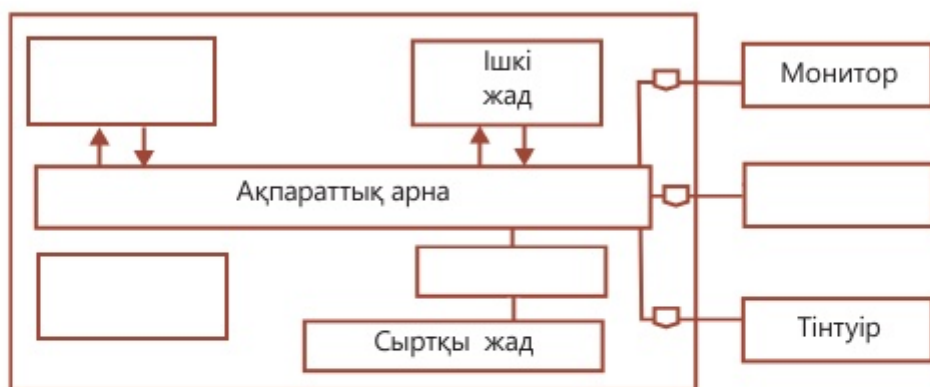 Ішкі
жад
Монитор
Ақпараттық арна
Сыртқы жад
Тінтуір